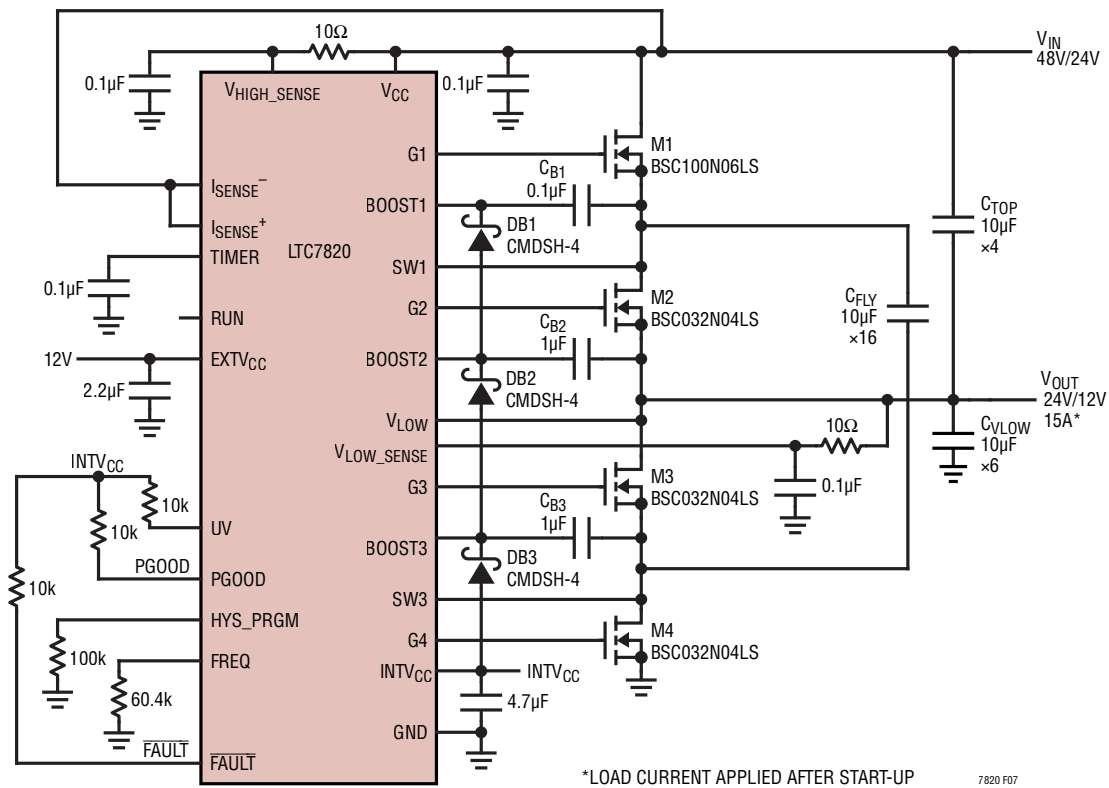 10Ω
V_IN
48V/24V
0.1µF
0.1µF
V_HIGH_SENSE
V_CC
G1
M1
BSC100N06LS
C_B1
0.1µF
I_SENSE⁻
BOOST1
DB1
CMDSH-4
C_TOP
10µF
×4
I_SENSE⁺
TIMER
LTC7820
SW1
0.1µF
G2
M2
BSC032N04LS
C_FLY
10µF
×16
RUN
C_B2
1µF
12V
EXTV_CC
BOOST2
2.2µF
DB2
CMDSH-4
V_OUT
24V/12V
15A*
V_LOW
10Ω
C_VLOW
10µF
×6
V_LOW_SENSE
INTV_CC
G3
M3
BSC032N04LS
0.1µF
10k
10k
UV
C_B3
1µF
BOOST3
PGOOD
PGOOD
DB3
CMDSH-4
10k
SW3
HYS_PRGM
G4
M4
BSC032N04LS
100k
FREQ
INTV_CC
INTV_CC
60.4k
4.7µF
GND
FAULT
FAULT
*LOAD CURRENT APPLIED AFTER START-UP
7820 F07